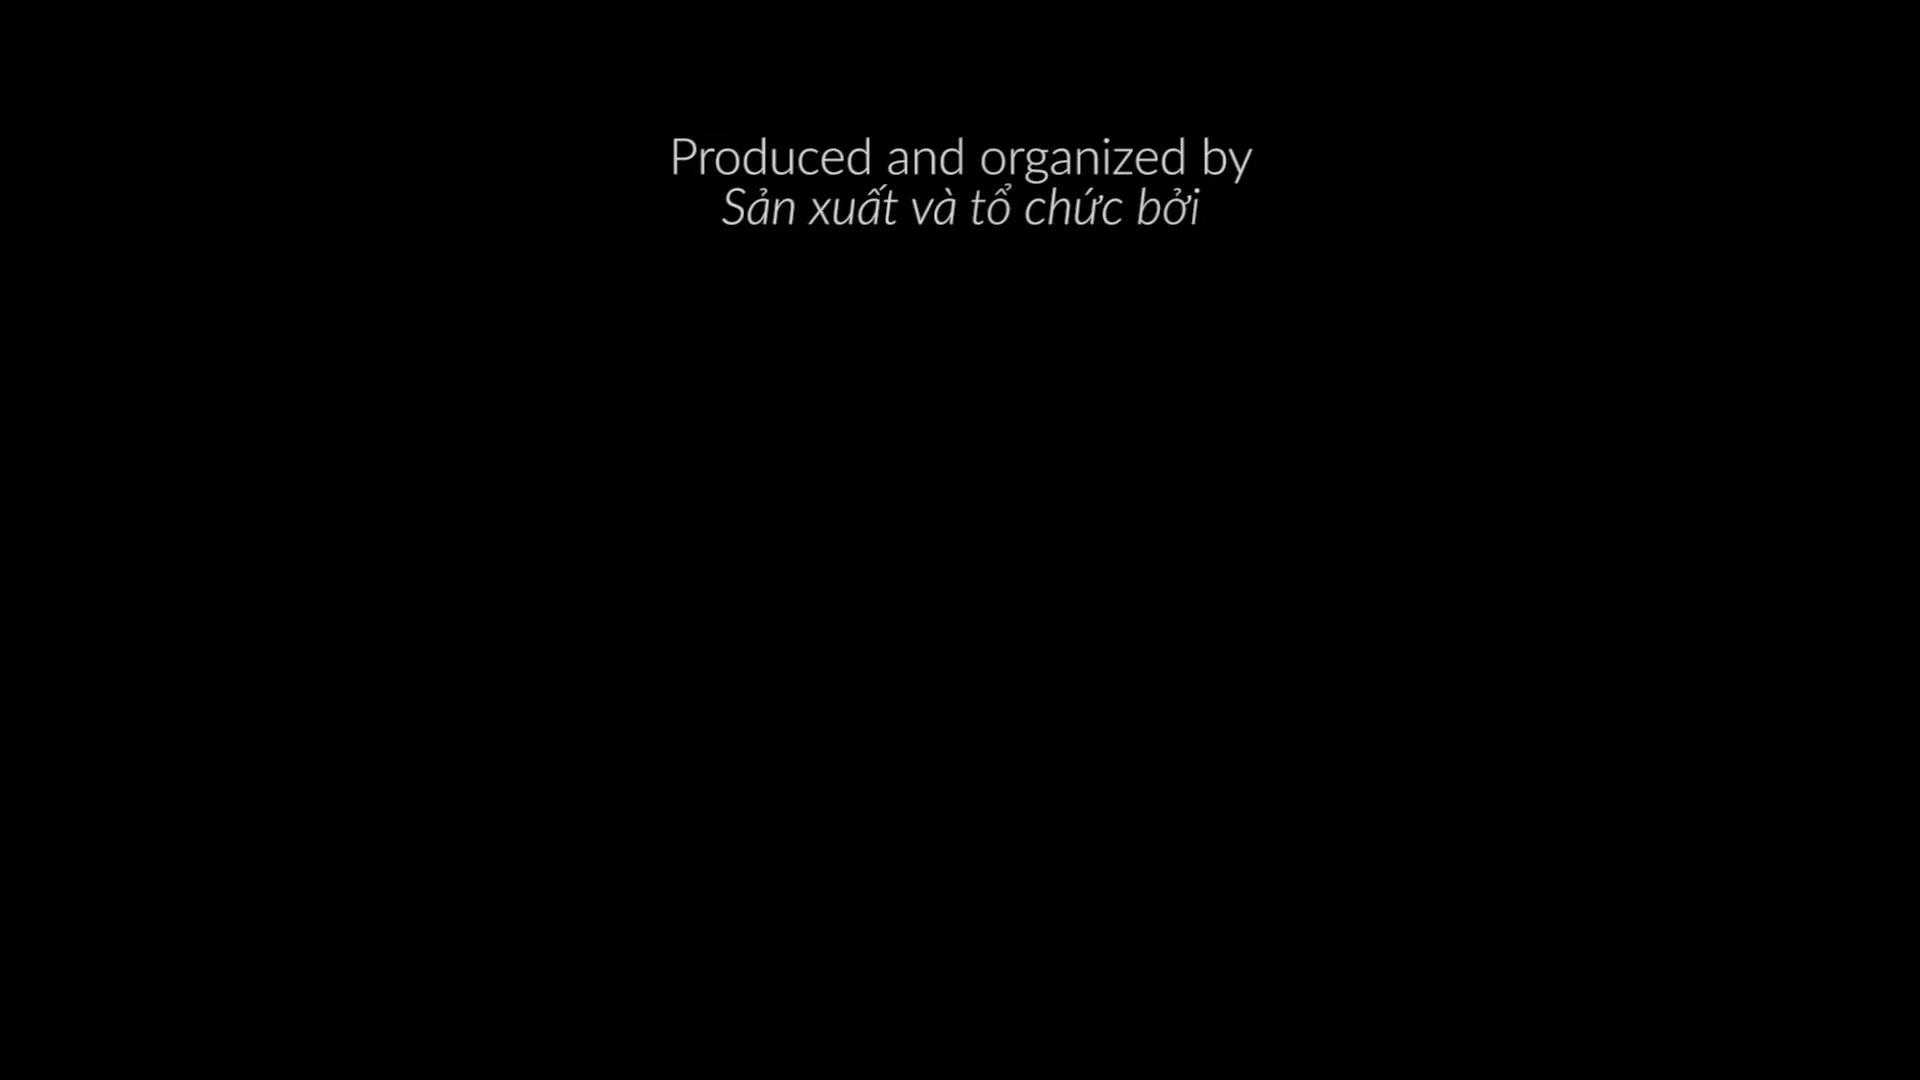 Produced and organized by
Sản xuất và tổ chức bởi